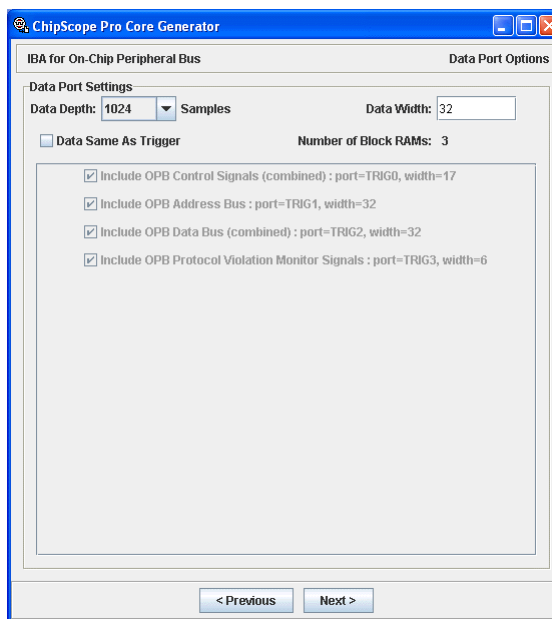 ChipScope Pro Core Generator
IBA for On-Chip Peripheral Bus Data Port Options
Data Port Settings
Data Depth: 1024 Samples Data Width: 32
Data Same As Trigger Number of Block RAMs: 3
Include OPB Control Signals (combined) : port=TRIG0, width=17
Include OPB Address Bus : port=TRIG1, width=32
Include OPB Data Bus (combined) : port=TRIG2, width=32
Include OPB Protocol Violation Monitor Signals : port=TRIG3, width=6
< Previous Next >